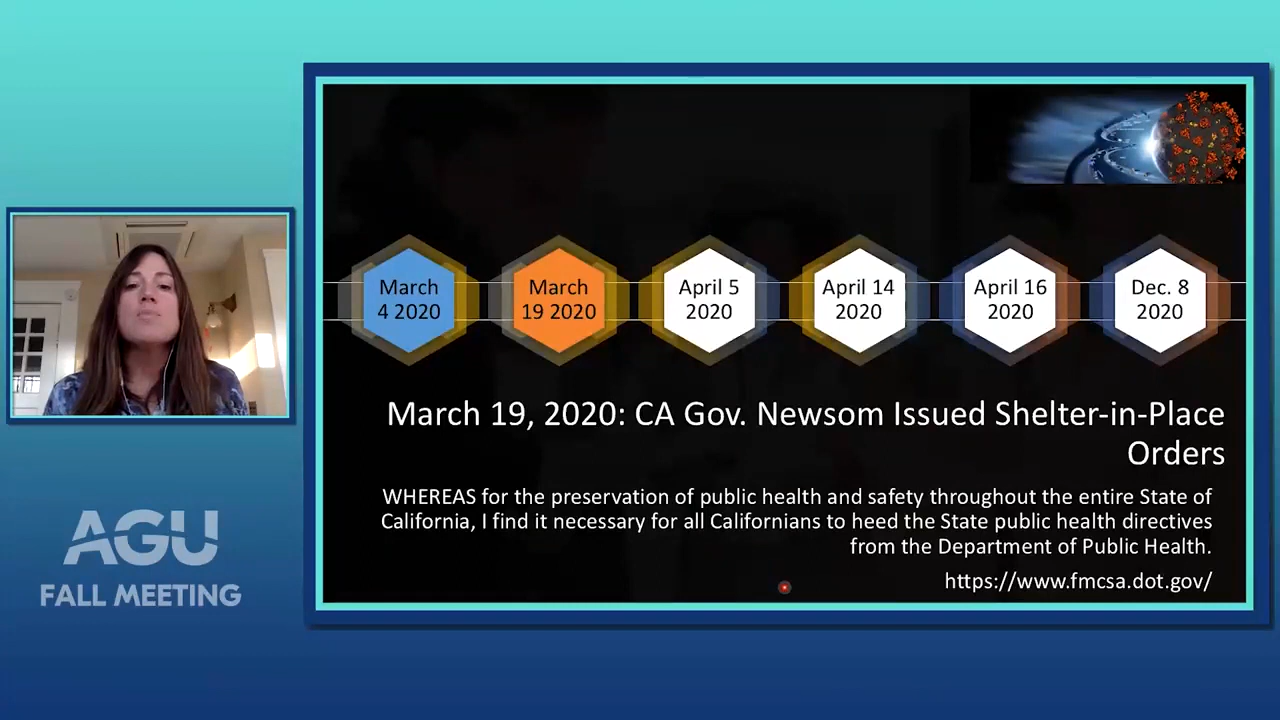 March
4 2020
March
19 2020
April 5
2020
April 14
2020
April 16
2020
Dec. 8
2020
March 19, 2020: CA Gov. Newsom Issued Shelter-in-Place
Orders
WHEREAS for the preservation of public health and safety throughout the entire State of
California, I find it necessary for all Californians to heed the State public health directives
from the Department of Public Health.
https://www.fmcsa.dot.gov/
AGU
FALL MEETING